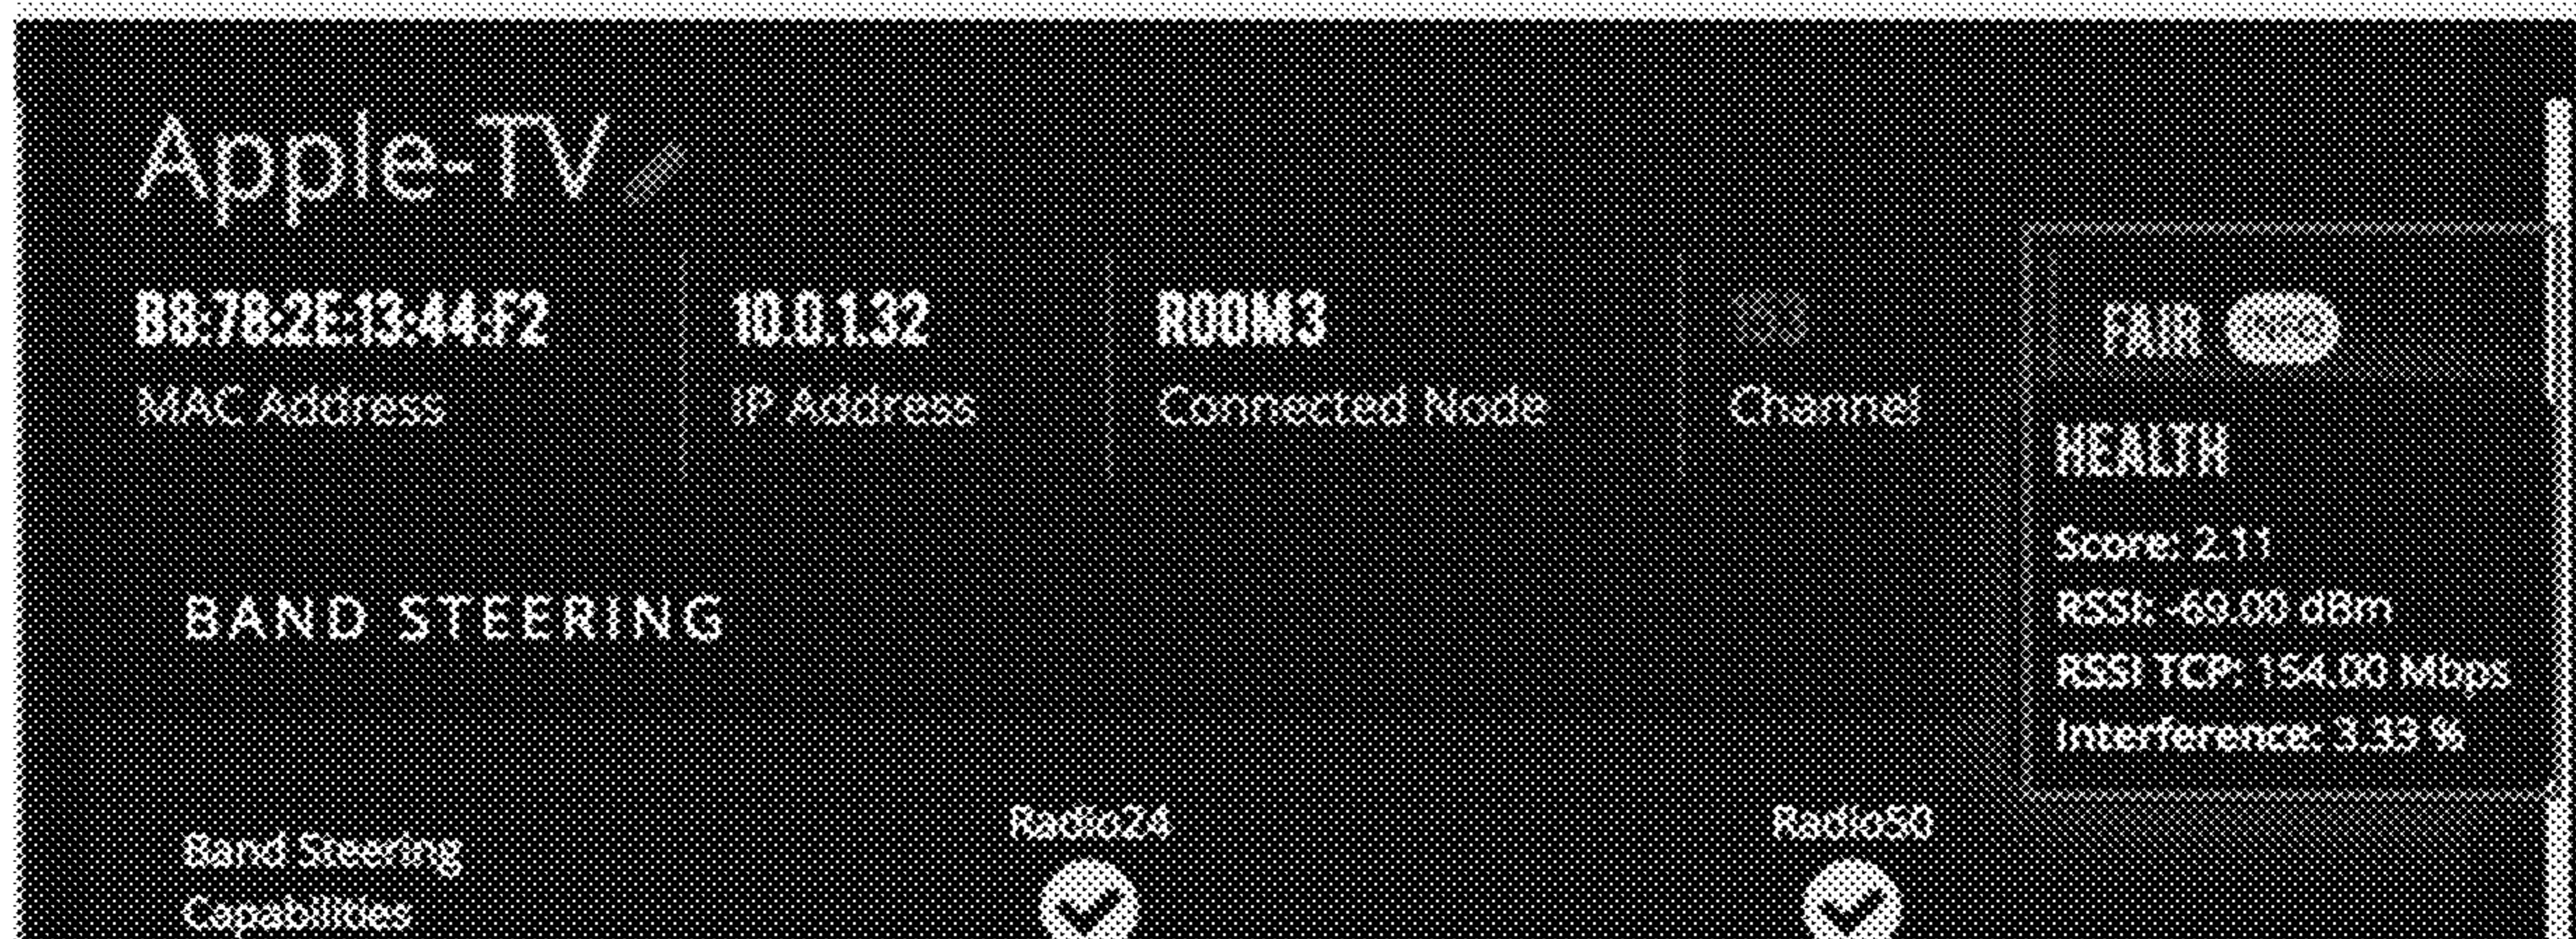 Apple-TV
B8:78:2E:13:44:F2
MAC Address
10.0.1.32
IP Address
ROOM3
Connected Node
Channel
FAIR
HEALTH
Score: 2.11
RSSI: -69.00 dBm
RSSI TCP: 154.00 Mbps
Interference: 3.33 %
BAND STEERING
Radio24
Radio50
Band Steering
Capabilities